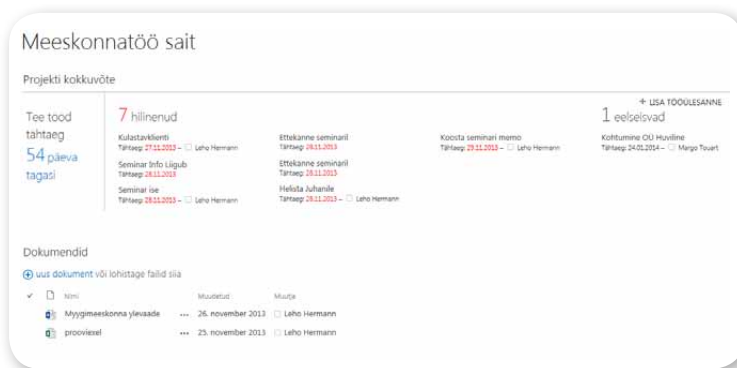 Meeskonnatöö sait
Projekti kokkuvõte
+ LISA TÖÖÜLESANNE
Tee tood
tahtaeg
54 päeva
tagasi
7 hilinenud
Kulastavklienti
Tähtaeg: 27.11.2013 – Leho Hermann
Seminar Info Liigub
Tähtaeg: 28.11.2013
Seminar ise
Tähtaeg: 28.11.2013 – Leho Hermann
Ettekanne seminaril
Tähtaeg: 28.11.2013
Ettekanne seminaril
Tähtaeg: 28.11.2013
Helista Juhanile
Tähtaeg: 28.11.2013 – Leho Hermann
Koosta seminari memo
Tähtaeg: 29.11.2013 – Leho Hermann
1 eelseisvad
Kohtumine OÜ Huviline
Tähtaeg: 24.01.2014 – Margo Touart
Dokumendid
uus dokument või lohistage failid siia
Nimi Muudetud Muutja
Myygimeeskonna ylevaade ... 26. november 2013 Leho Hermann
prooviexel ... 25. november 2013 Leho Hermann